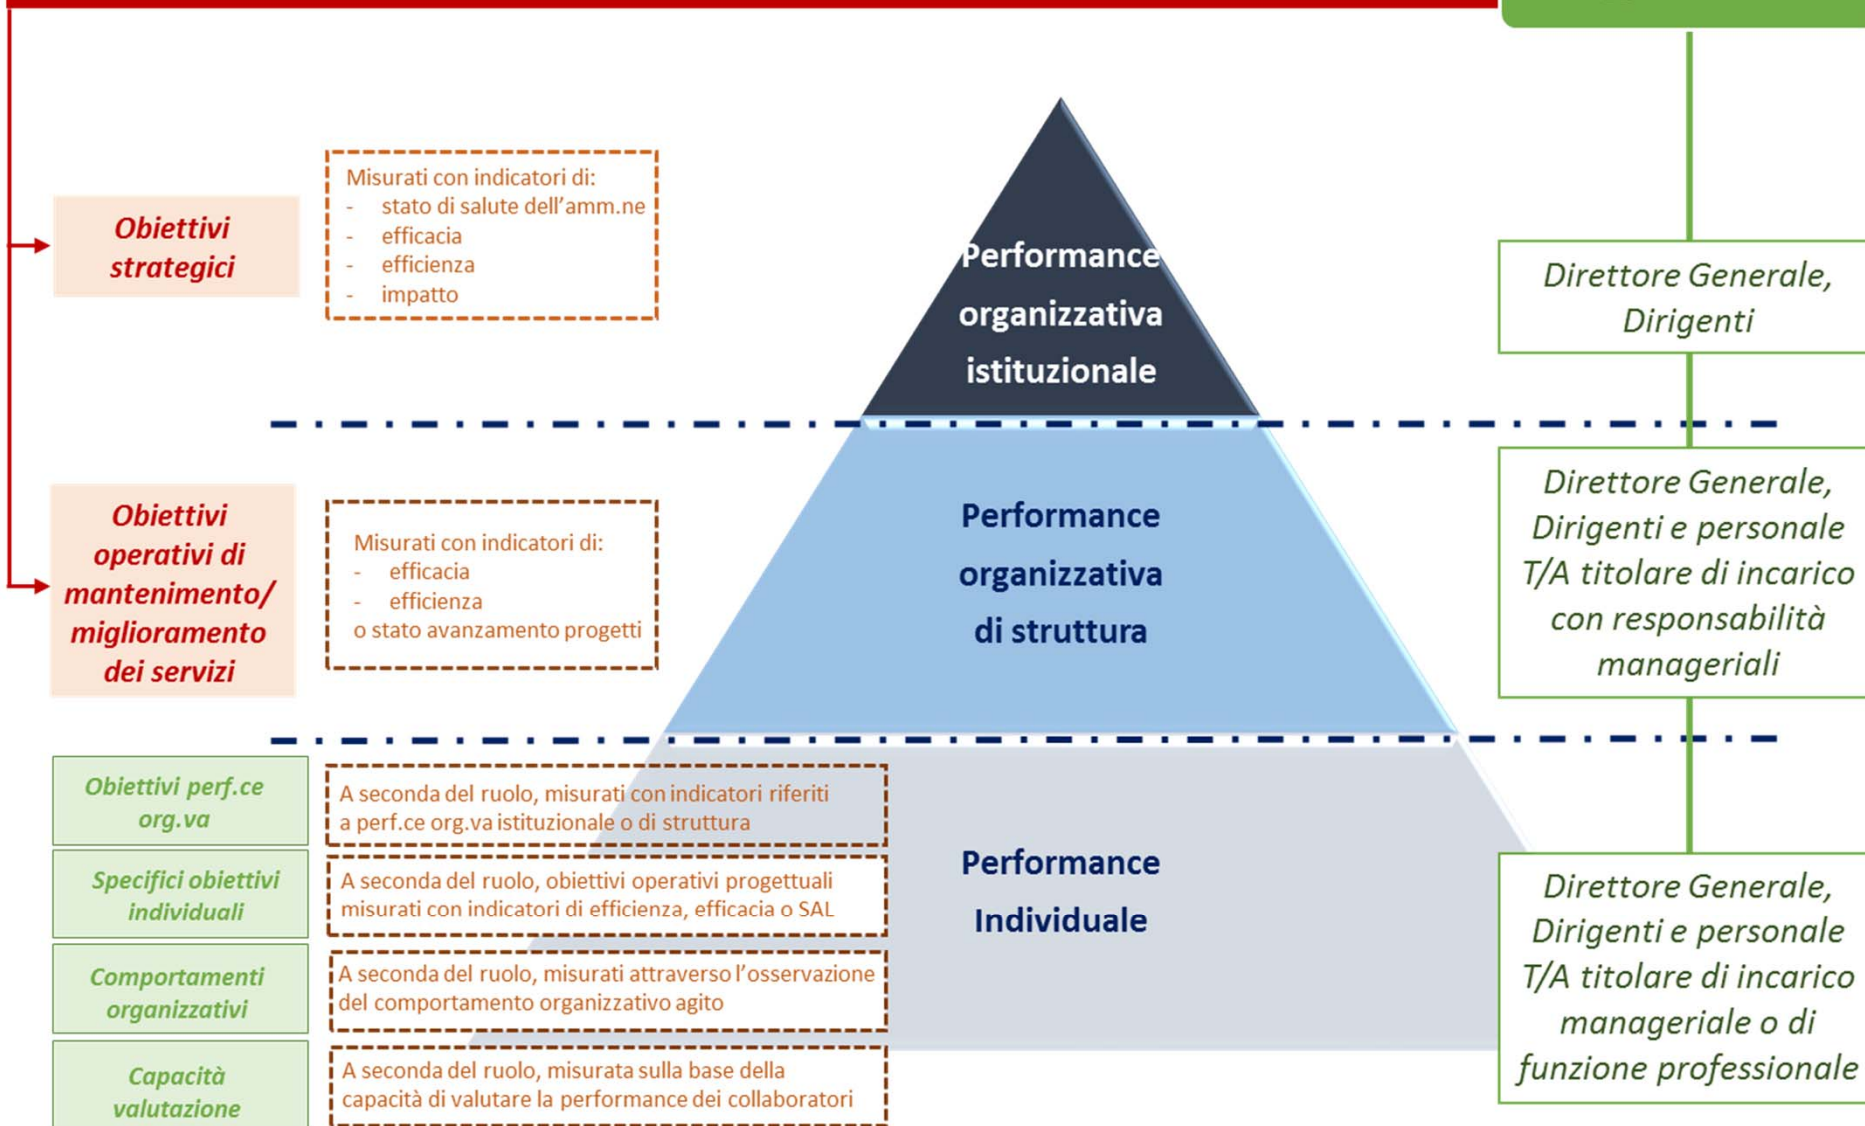 Obiettivi
strategici
Misurati con indicatori di:
- stato di salute dell'amm.ne
- efficacia
- efficienza
- impatto
Performance
organizzativa
istituzionale
Direttore Generale,
Dirigenti
Obiettivi
operativi di
mantenimento/
miglioramento
dei servizi
Misurati con indicatori di:
- efficacia
- efficienza
o stato avanzamento progetti
Performance
organizzativa
di struttura
Direttore Generale,
Dirigenti e personale
T/A titolare di incarico
con responsabilità
manageriali
Obiettivi perf.ce
org.va
A seconda del ruolo, misurati con indicatori riferiti
a perf.ce org.va istituzionale o di struttura
Specifici obiettivi
individuali
A seconda del ruolo, obiettivi operativi progettuali
misurati con indicatori di efficienza, efficacia o SAL
Comportamenti
organizzativi
A seconda del ruolo, misurati attraverso l'osservazione
del comportamento organizzativo agito
Capacità
valutazione
A seconda del ruolo, misurata sulla base della
capacità di valutare la performance dei collaboratori
Performance
Individuale
Direttore Generale,
Dirigenti e personale
T/A titolare di incarico
manageriale o di
funzione professionale